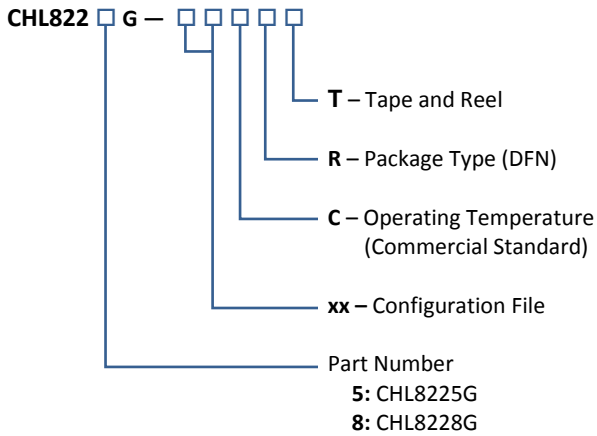 CHL822 □ G — □ □ □ □ □
T – Tape and Reel
R – Package Type (DFN)
C – Operating Temperature
(Commercial Standard)
xx – Configuration File
Part Number
5: CHL8225G
8: CHL8228G